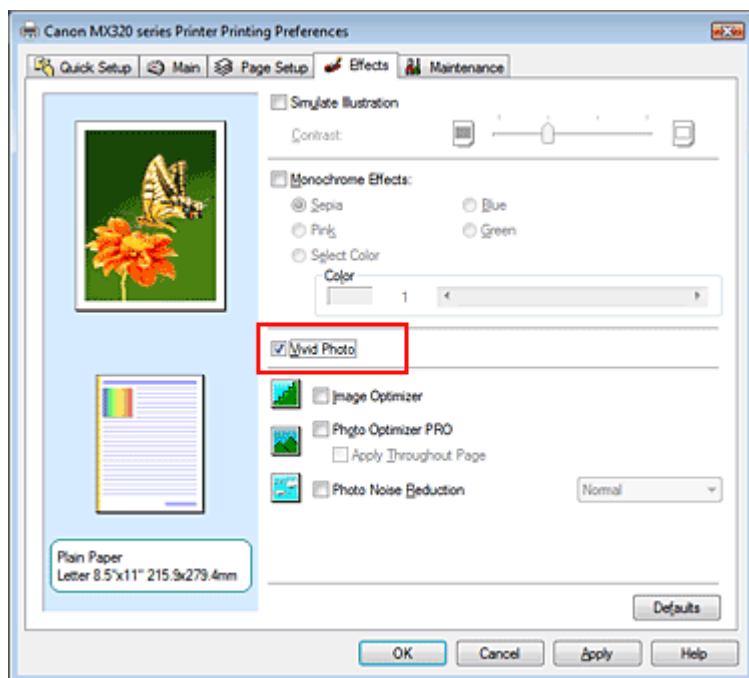 Canon MX320 series Printer Printing Preferences
Quick Setup Main Page Setup Effects Maintenance
Simulate Illustration
Contrast:
Monochrome Effects:
Sepia Blue
Pink Green
Select Color
Color
1
Vivid Photo
Image Optimizer
Photo Optimizer PRO
Apply Throughout Page
Photo Noise Reduction Normal
Plain Paper
Letter 8.5"x11" 215.9x279.4mm
Defaults
OK Cancel Apply Help